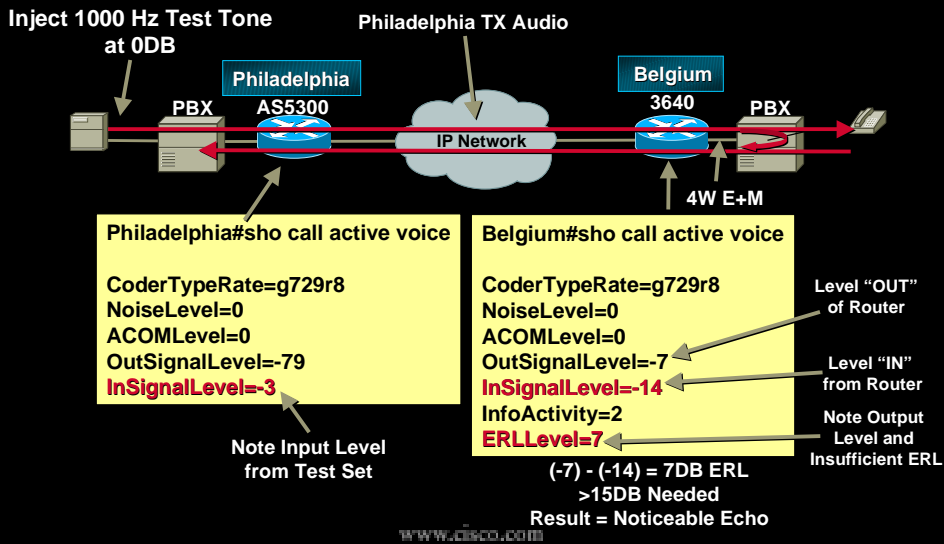 Inject 1000 Hz Test Tone
at 0DB
Philadelphia TX Audio
Philadelphia
Belgium
PBX
AS5300
3640
PBX
IP Network
4W E+M
Philadelphia#sho call active voice
CoderTypeRate=g729r8
NoiseLevel=0
ACOMLevel=0
OutSignalLevel=-79
InSignalLevel=-3
Note Input Level
from Test Set
Belgium#sho call active voice
CoderTypeRate=g729r8
NoiseLevel=0
ACOMLevel=0
OutSignalLevel=-7
InSignalLevel=-14
InfoActivity=2
ERLLevel=7
Level “OUT”
of Router
Level “IN”
from Router
Note Output
Level and
Insufficient ERL
(-7) - (-14) = 7DB ERL
>15DB Needed
Result = Noticeable Echo
www.cisco.com